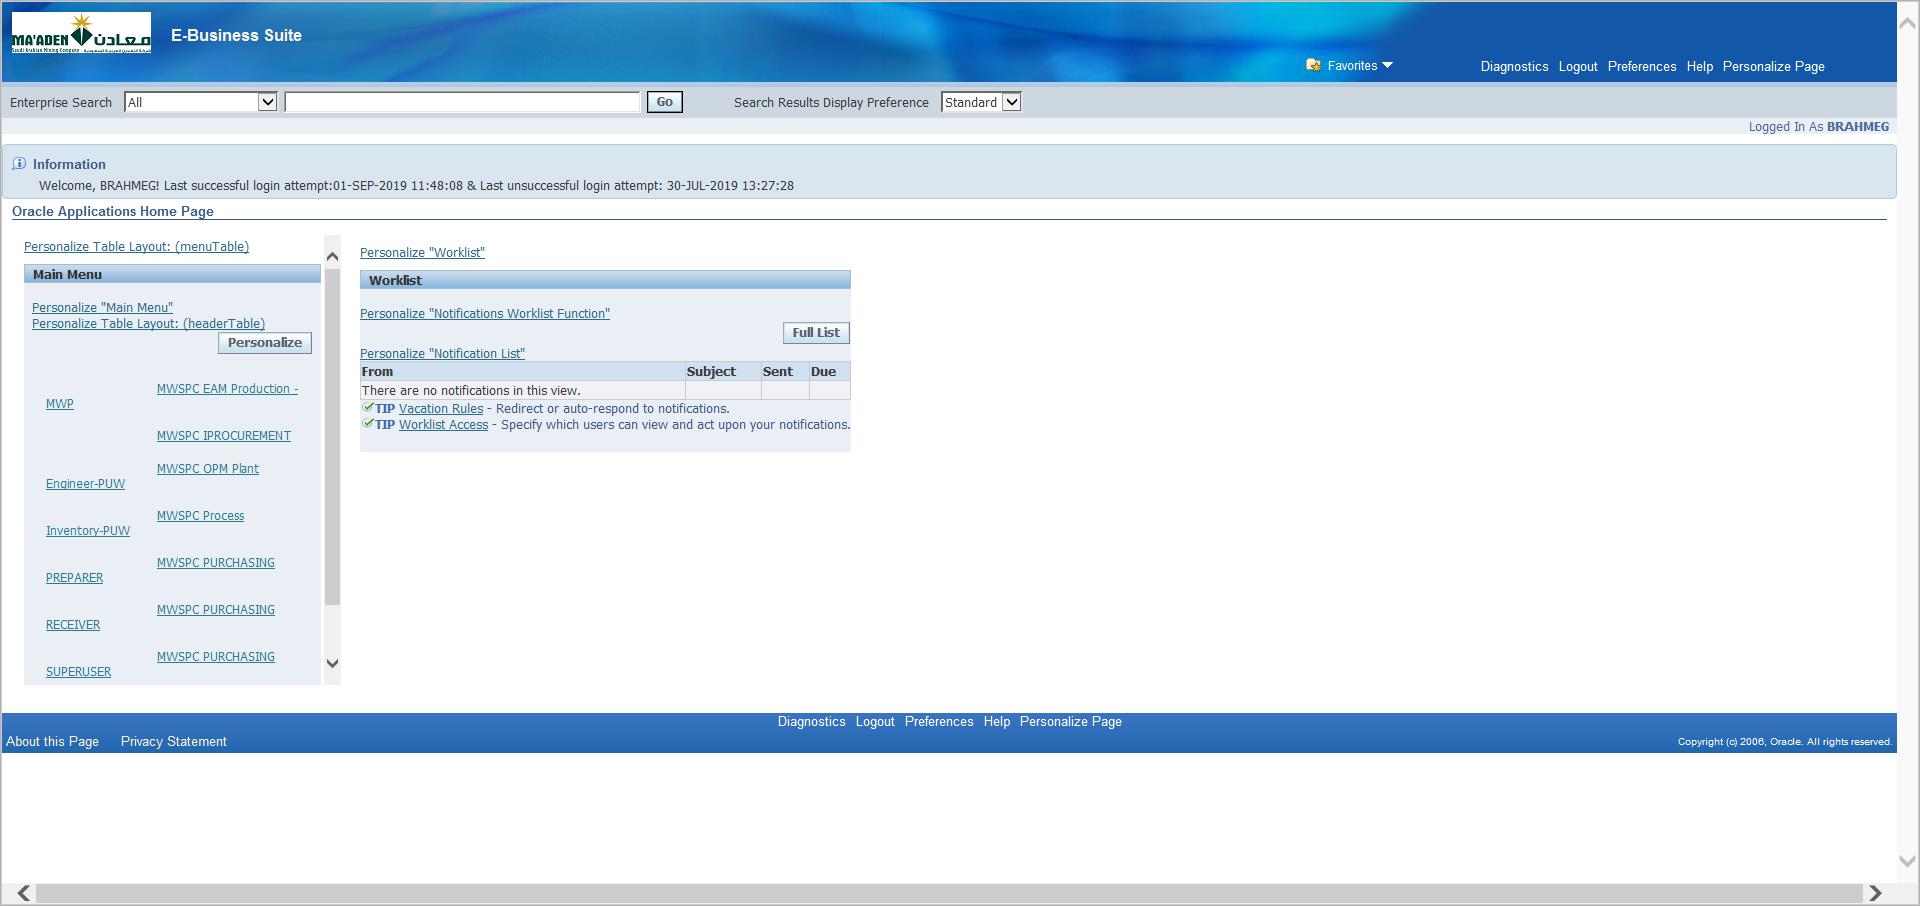 MA'ADEN معادن
Saudi Arabian Mining Company
E-Business Suite
Favorites
Diagnostics Logout Preferences Help Personalize Page
Enterprise Search All Go Search Results Display Preference Standard
Logged In As BRAHMEG
Information
Welcome, BRAHMEG! Last successful login attempt:01-SEP-2019 11:48:08 & Last unsuccessful login attempt: 30-JUL-2019 13:27:28
Oracle Applications Home Page
Personalize Table Layout: (menuTable)
Main Menu
Personalize "Main Menu"
Personalize Table Layout: (headerTable)
Personalize
MWSPC EAM Production -
MWP
MWSPC IPROCUREMENT
MWSPC OPM Plant
Engineer-PUW
MWSPC Process
Inventory-PUW
MWSPC PURCHASING
PREPARER
MWSPC PURCHASING
RECEIVER
MWSPC PURCHASING
SUPERUSER
Personalize "Worklist"
Worklist
Personalize "Notifications Worklist Function"
Full List
Personalize "Notification List"
From Subject Sent Due
There are no notifications in this view.
TIP Vacation Rules - Redirect or auto-respond to notifications.
TIP Worklist Access - Specify which users can view and act upon your notifications.
Diagnostics Logout Preferences Help Personalize Page
About this Page Privacy Statement
Copyright (c) 2006, Oracle. All rights reserved.